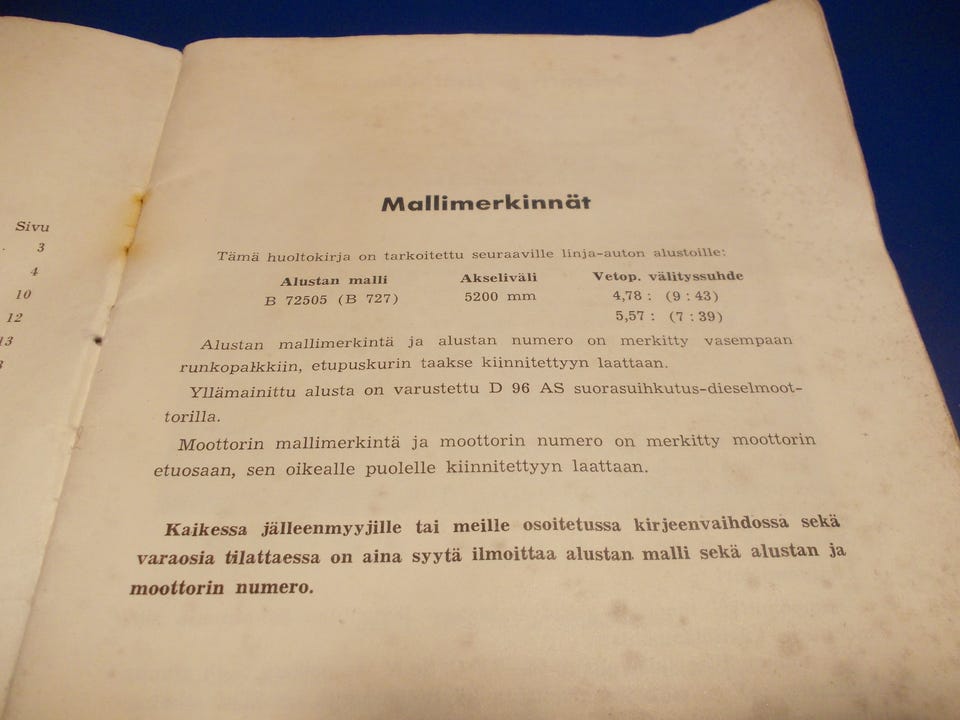 Sivu
3
4
10
12
13
Mallimerkinnät
Tämä huoltokirja on tarkoitettu seuraaville linja-auton alustoille:
Alustan malli Akseliväli Vetop. välityssuhde
B 72505 (B 727) 5200 mm 4,78 : (9 : 43)
5,57 : (7 : 39)
Alustan mallimerkintä ja alustan numero on merkitty vasempaan
runkopalkkiin, etupuskurin taakse kiinnitettyyn laattaan.
Yllämainittu alusta on varustettu D 96 AS suorasuihkutus-dieselmoot-
torilla.
Moottorin mallimerkintä ja moottorin numero on merkitty moottorin
etuosaan, sen oikealle puolelle kiinnitettyyn laattaan.
Kaikessa jälleenmyyjille tai meille osoitetussa kirjeenvaihdossa sekä
varaosia tilattaessa on aina syytä ilmoittaa alustan malli sekä alustan ja
moottorin numero.